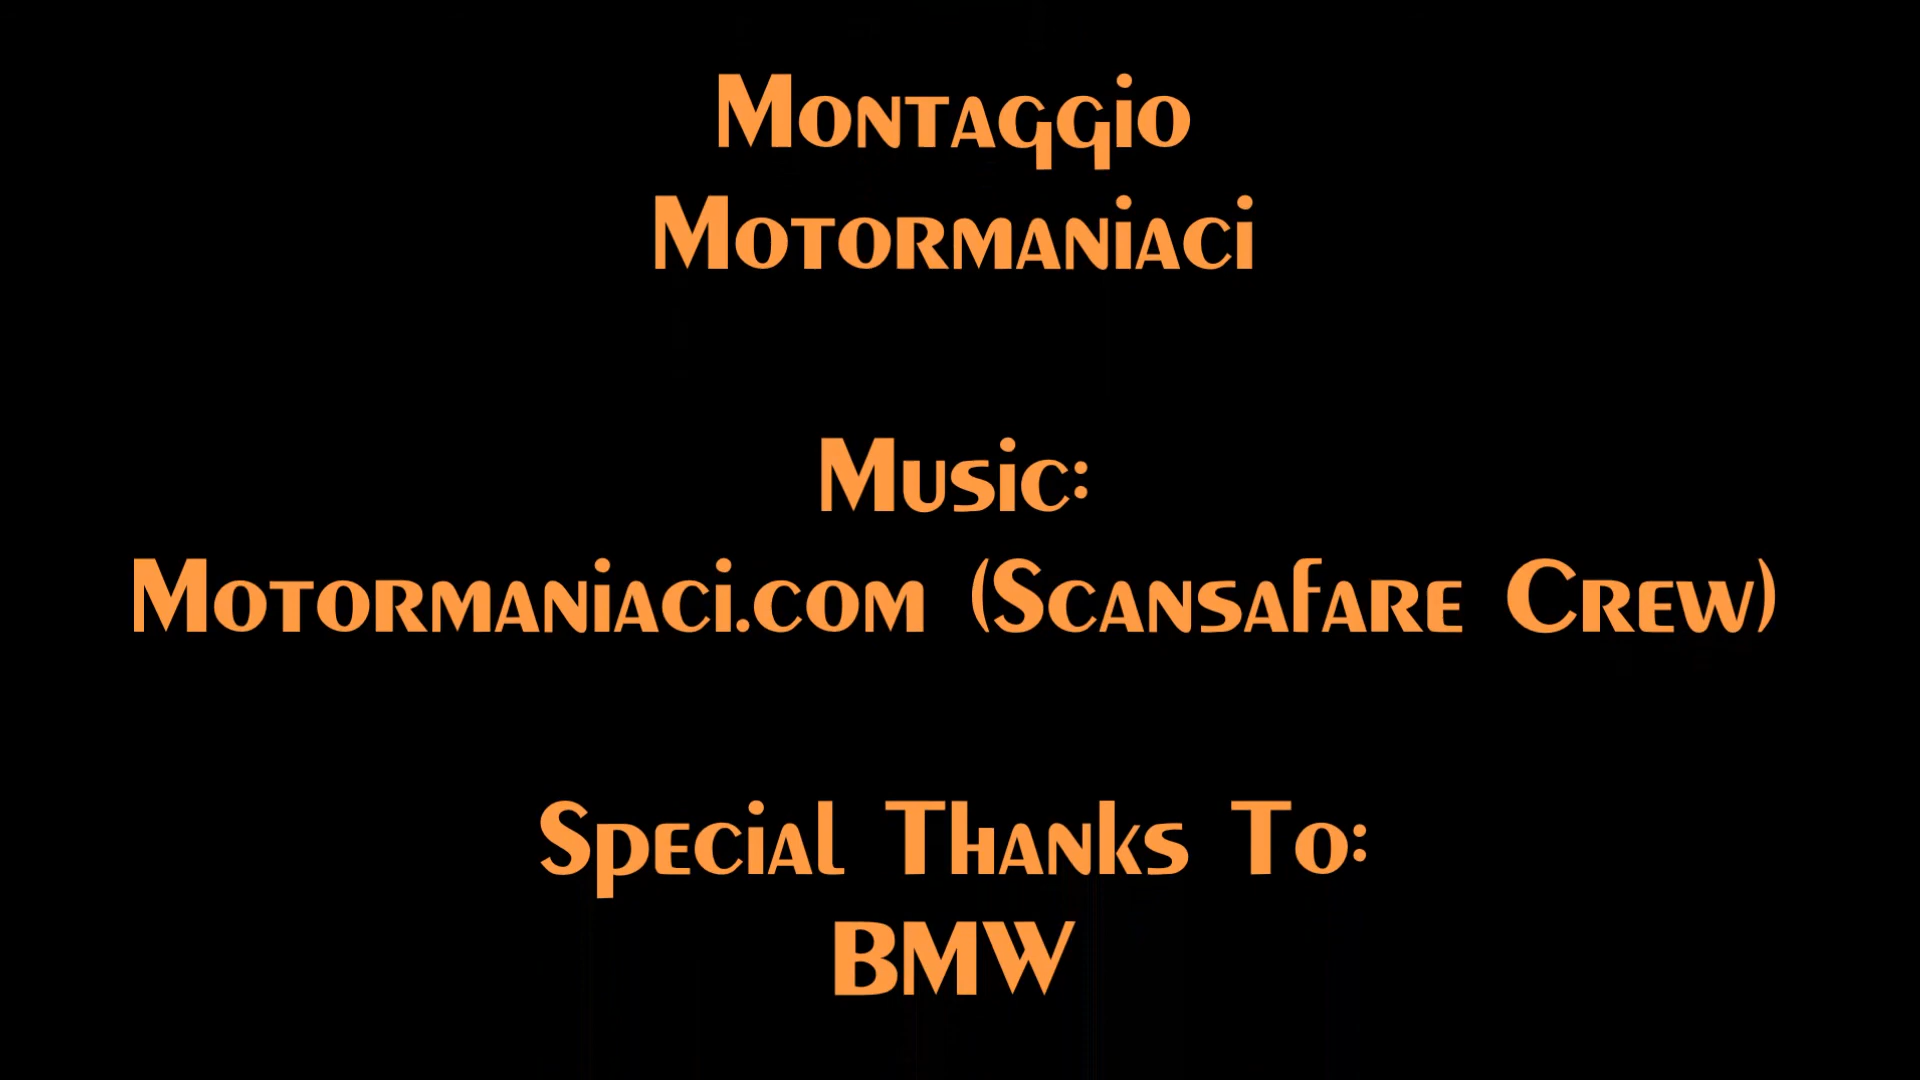 Montaggio
Motormaniaci
Music:
Motormaniaci.com (Scansafare Crew)
Special Thanks To:
BMW